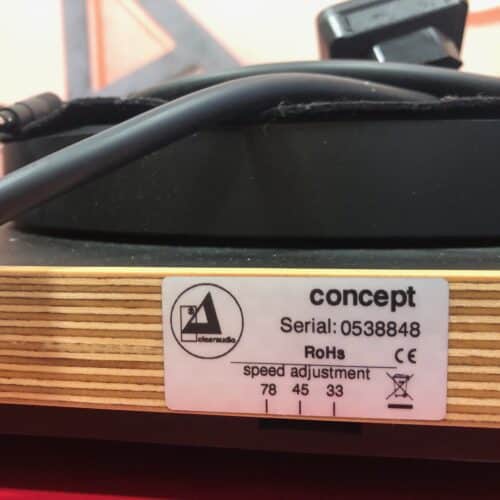 concept
clearaudio
Serial: 0538848
RoHs
CE
speed adjustment
78 45 33